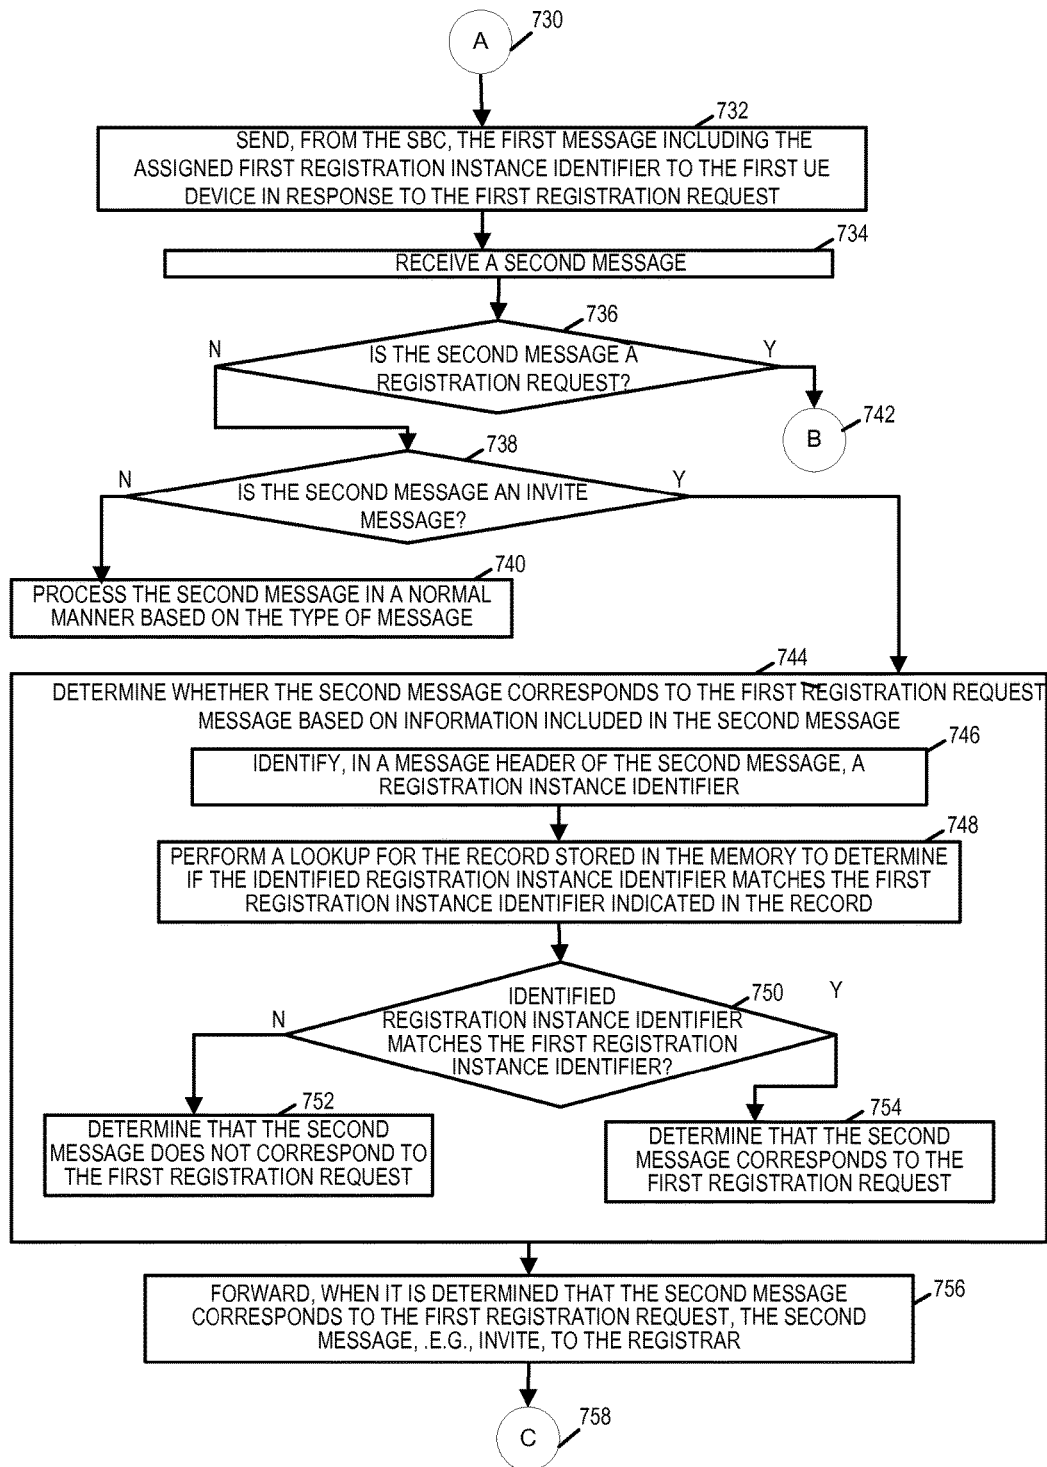 A
730
732
SEND, FROM THE SBC, THE FIRST MESSAGE INCLUDING THE
ASSIGNED FIRST REGISTRATION INSTANCE IDENTIFIER TO THE FIRST UE
DEVICE IN RESPONSE TO THE FIRST REGISTRATION REQUEST
734
RECEIVE A SECOND MESSAGE
736
N
Y
IS THE SECOND MESSAGE A
REGISTRATION REQUEST?
B
742
738
N
Y
IS THE SECOND MESSAGE AN INVITE
MESSAGE?
740
PROCESS THE SECOND MESSAGE IN A NORMAL
MANNER BASED ON THE TYPE OF MESSAGE
744
DETERMINE WHETHER THE SECOND MESSAGE CORRESPONDS TO THE FIRST REGISTRATION REQUEST
MESSAGE BASED ON INFORMATION INCLUDED IN THE SECOND MESSAGE
746
IDENTIFY, IN A MESSAGE HEADER OF THE SECOND MESSAGE, A
REGISTRATION INSTANCE IDENTIFIER
748
PERFORM A LOOKUP FOR THE RECORD STORED IN THE MEMORY TO DETERMINE
IF THE IDENTIFIED REGISTRATION INSTANCE IDENTIFIER MATCHES THE FIRST
REGISTRATION INSTANCE IDENTIFIER INDICATED IN THE RECORD
750
N
Y
IDENTIFIED
REGISTRATION INSTANCE IDENTIFIER
MATCHES THE FIRST REGISTRATION
INSTANCE IDENTIFIER?
752
DETERMINE THAT THE SECOND
MESSAGE DOES NOT CORRESPOND TO
THE FIRST REGISTRATION REQUEST
754
DETERMINE THAT THE SECOND
MESSAGE CORRESPONDS TO THE
FIRST REGISTRATION REQUEST
756
FORWARD, WHEN IT IS DETERMINED THAT THE SECOND MESSAGE
CORRESPONDS TO THE FIRST REGISTRATION REQUEST, THE SECOND
MESSAGE, .E.G., INVITE, TO THE REGISTRAR
C
758